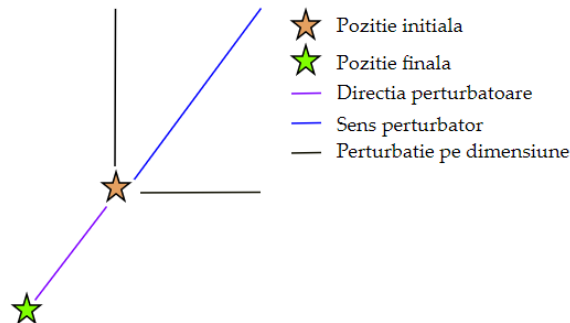 Pozitie initiala
Pozitie finala
Directia perturbatoare
Sens perturbator
Perturbatie pe dimensiune